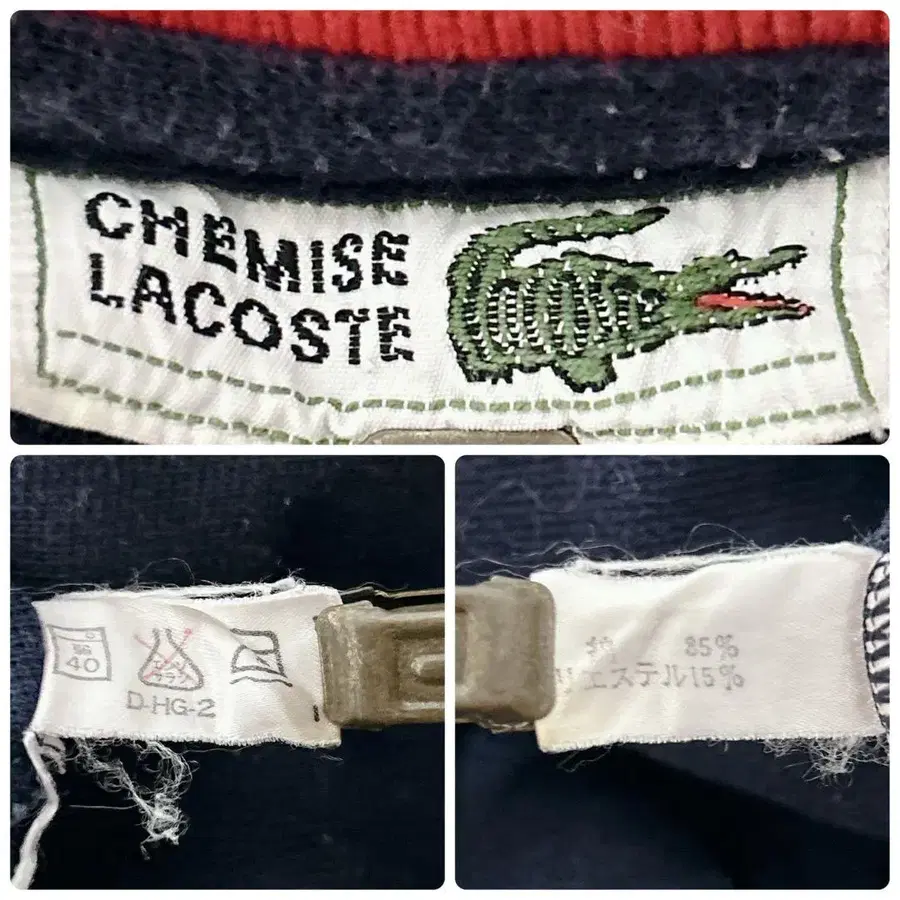 CHEMISE
LACOSTE
40
D-HG-2
85%
エステル15%